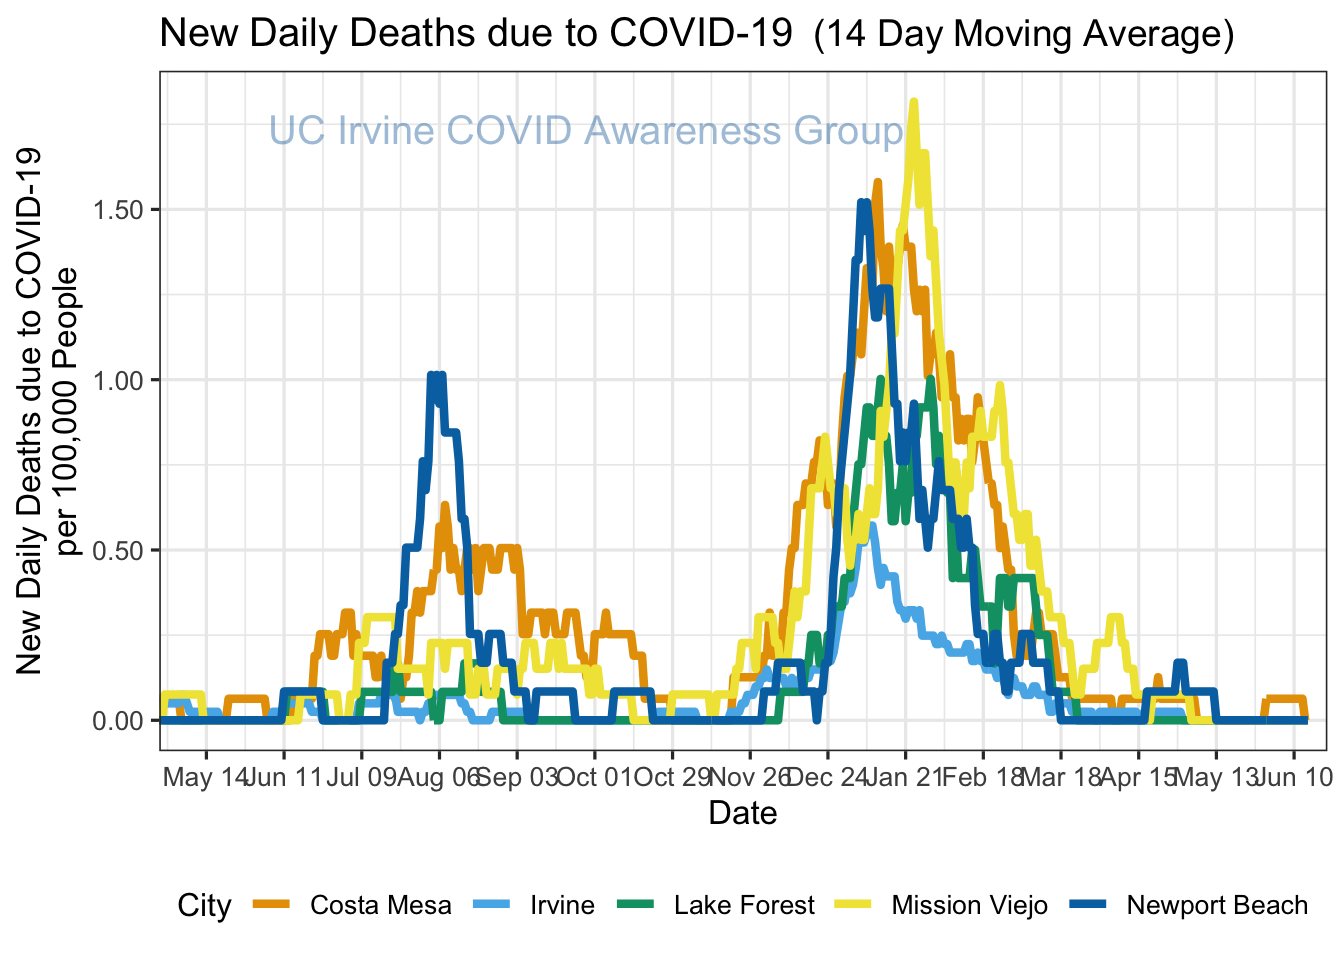 New Daily Deaths due to COVID-19 (14 Day Moving Average)
UC Irvine COVID Awareness Group
New Daily Deaths due to COVID-19
per 100,000 People
1.50
1.00
0.50
0.00
May 14 Jun 11 Jul 09 Aug 06 Sep 03 Oct 01 Oct 29 Nov 26 Dec 24 Jan 21 Feb 18 Mar 18 Apr 15 May 13 Jun 10
Date
City Costa Mesa Irvine Lake Forest Mission Viejo Newport Beach